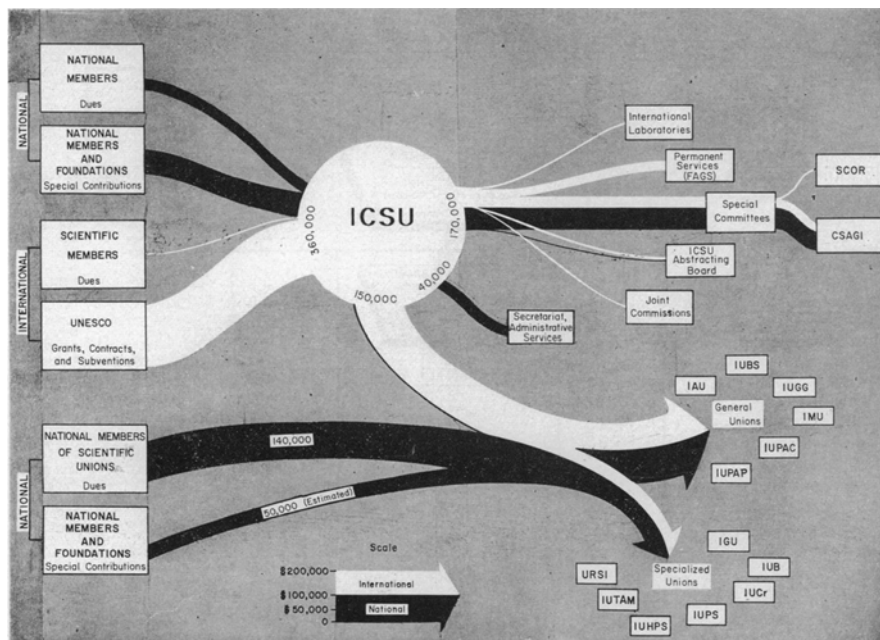 NATIONAL
NATIONAL
MEMBERS
Dues
NATIONAL MEMBERS
AND
FOUNDATIONS
Special Contributions
INTERNATIONAL
SCIENTIFIC
MEMBERS
Dues
UNESCO
Grants, Contracts,
and Subventions
ICSU
360,000
170,000
40,000
150,000
International
Laboratories
Permanent
Services
(FAGS)
Special
Committees
SCOR
CSAGI
ICSU
Abstracting
Board
Joint
Commissions
Secretariat,
Administrative
Services
NATIONAL
NATIONAL MEMBERS
OF SCIENTIFIC
UNIONS
Dues
140,000
NATIONAL MEMBERS
AND
FOUNDATIONS
Special Contributions
50,000 (Estimated)
IAU
IUBS
IUGG
General
Unions
IMU
IUPAC
IUPAP
IGU
IUB
Specialized
Unions
URSI
IUCr
IUTAM
IUPS
IUHPS
Scale
$200,000
International
$100,000
$50,000
National
0